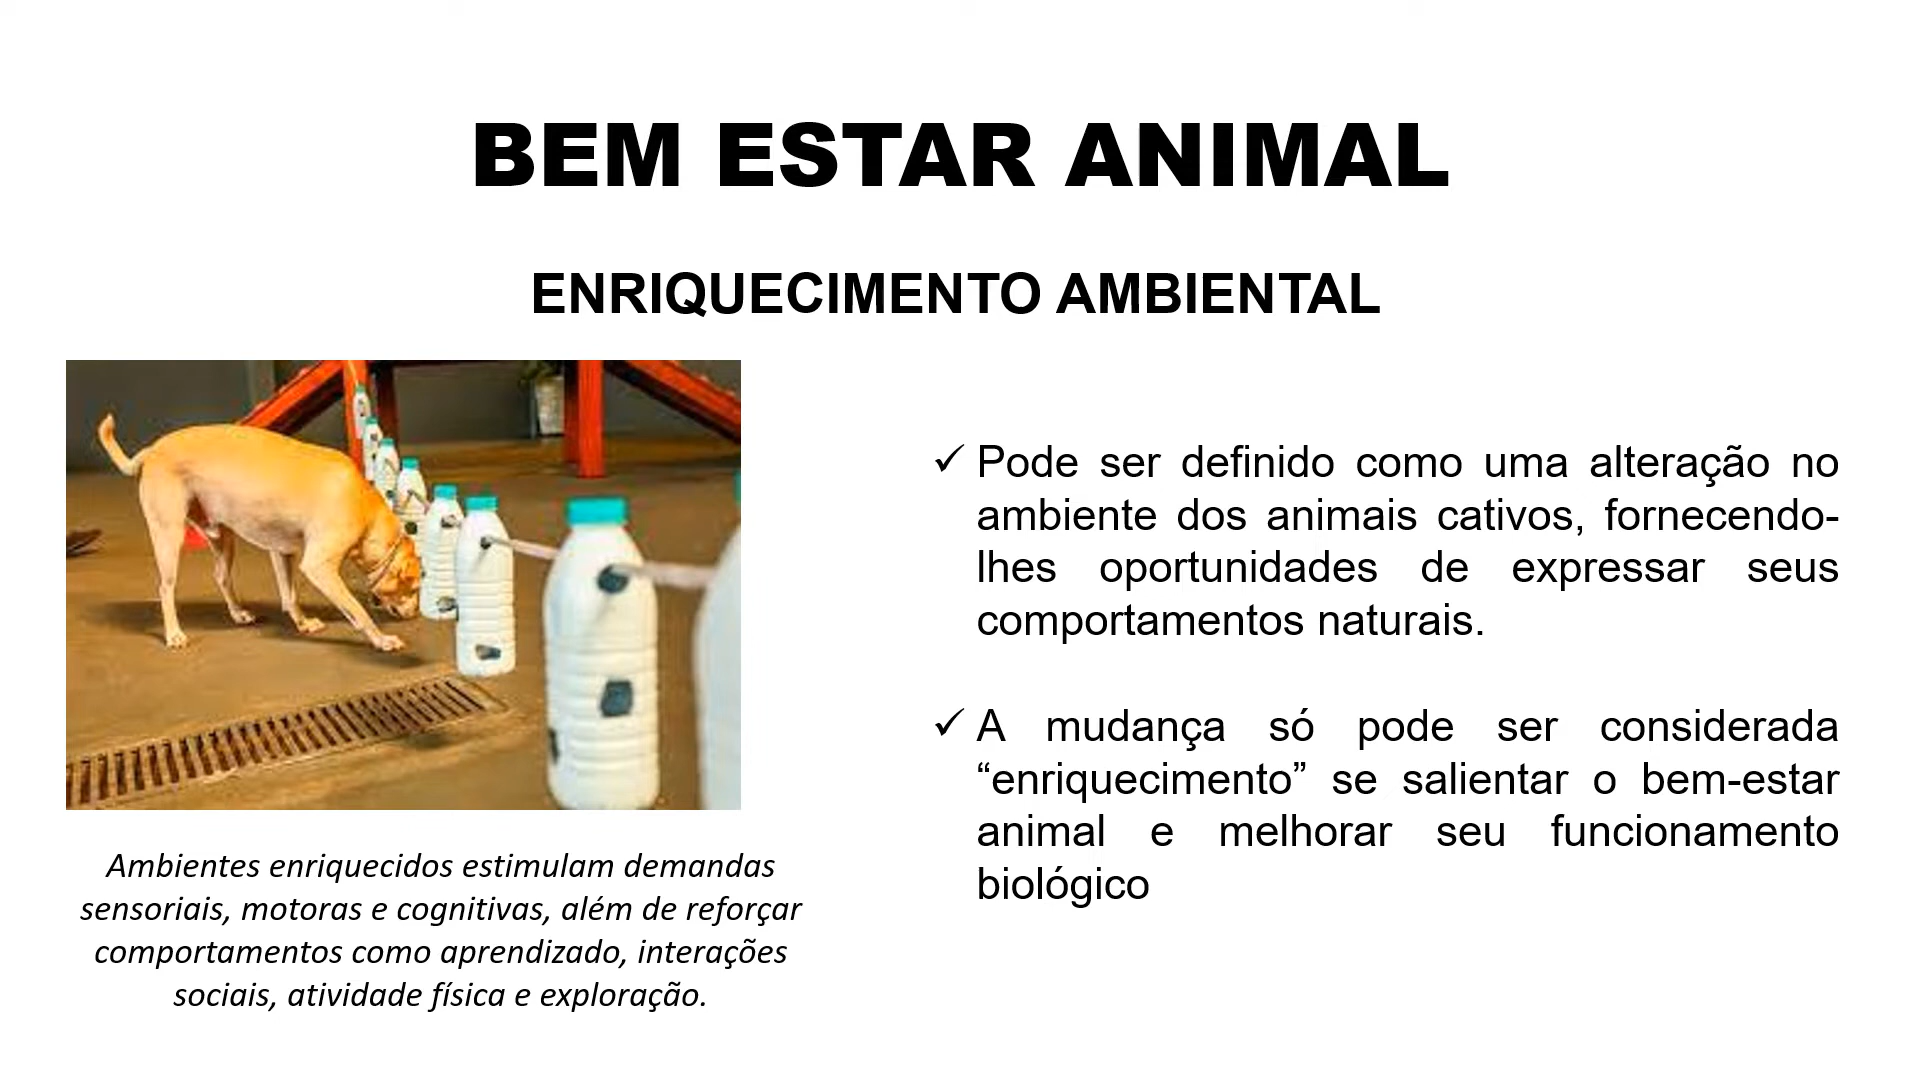 BEM ESTAR ANIMAL
ENRIQUECIMENTO AMBIENTAL
Ambientes enriquecidos estimulam demandas
sensoriais, motoras e cognitivas, além de reforçar
comportamentos como aprendizado, interações
sociais, atividade física e exploração.
✓ Pode ser definido como uma alteração no
ambiente dos animais cativos, fornecendo-
lhes oportunidades de expressar seus
comportamentos naturais.
✓ A mudança só pode ser considerada
“enriquecimento” se salientar o bem-estar
animal e melhorar seu funcionamento
biológico